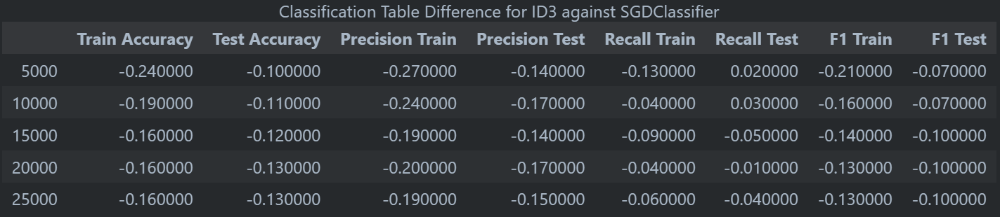 Classification Table Difference for ID3 against SGDClassifier
Train Accuracy Test Accuracy Precision Train Precision Test Recall Train Recall Test F1 Train F1 Test
5000 -0.240000 -0.100000 -0.270000 -0.140000 -0.130000 0.020000 -0.210000 -0.070000
10000 -0.190000 -0.110000 -0.240000 -0.170000 -0.040000 0.030000 -0.160000 -0.070000
15000 -0.160000 -0.120000 -0.190000 -0.140000 -0.090000 -0.050000 -0.140000 -0.100000
20000 -0.160000 -0.130000 -0.200000 -0.170000 -0.040000 -0.010000 -0.130000 -0.100000
25000 -0.160000 -0.130000 -0.190000 -0.150000 -0.060000 -0.040000 -0.130000 -0.100000